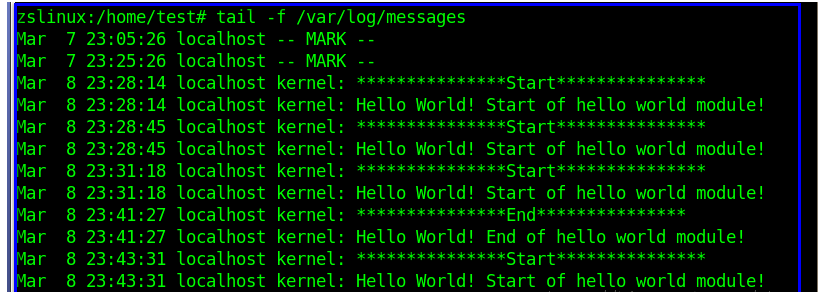 zslinux:/home/test# tail -f /var/log/messages
Mar  7 23:05:26 localhost -- MARK --
Mar  7 23:25:26 localhost -- MARK --
Mar  8 23:28:14 localhost kernel: ***************Start***************
Mar  8 23:28:14 localhost kernel: Hello World! Start of hello world module!
Mar  8 23:28:45 localhost kernel: ***************Start***************
Mar  8 23:28:45 localhost kernel: Hello World! Start of hello world module!
Mar  8 23:31:18 localhost kernel: ***************Start***************
Mar  8 23:31:18 localhost kernel: Hello World! Start of hello world module!
Mar  8 23:41:27 localhost kernel: ***************End***************
Mar  8 23:41:27 localhost kernel: Hello World! End of hello world module!
Mar  8 23:43:31 localhost kernel: ***************Start***************
Mar  8 23:43:31 localhost kernel: Hello World! Start of hello world module!